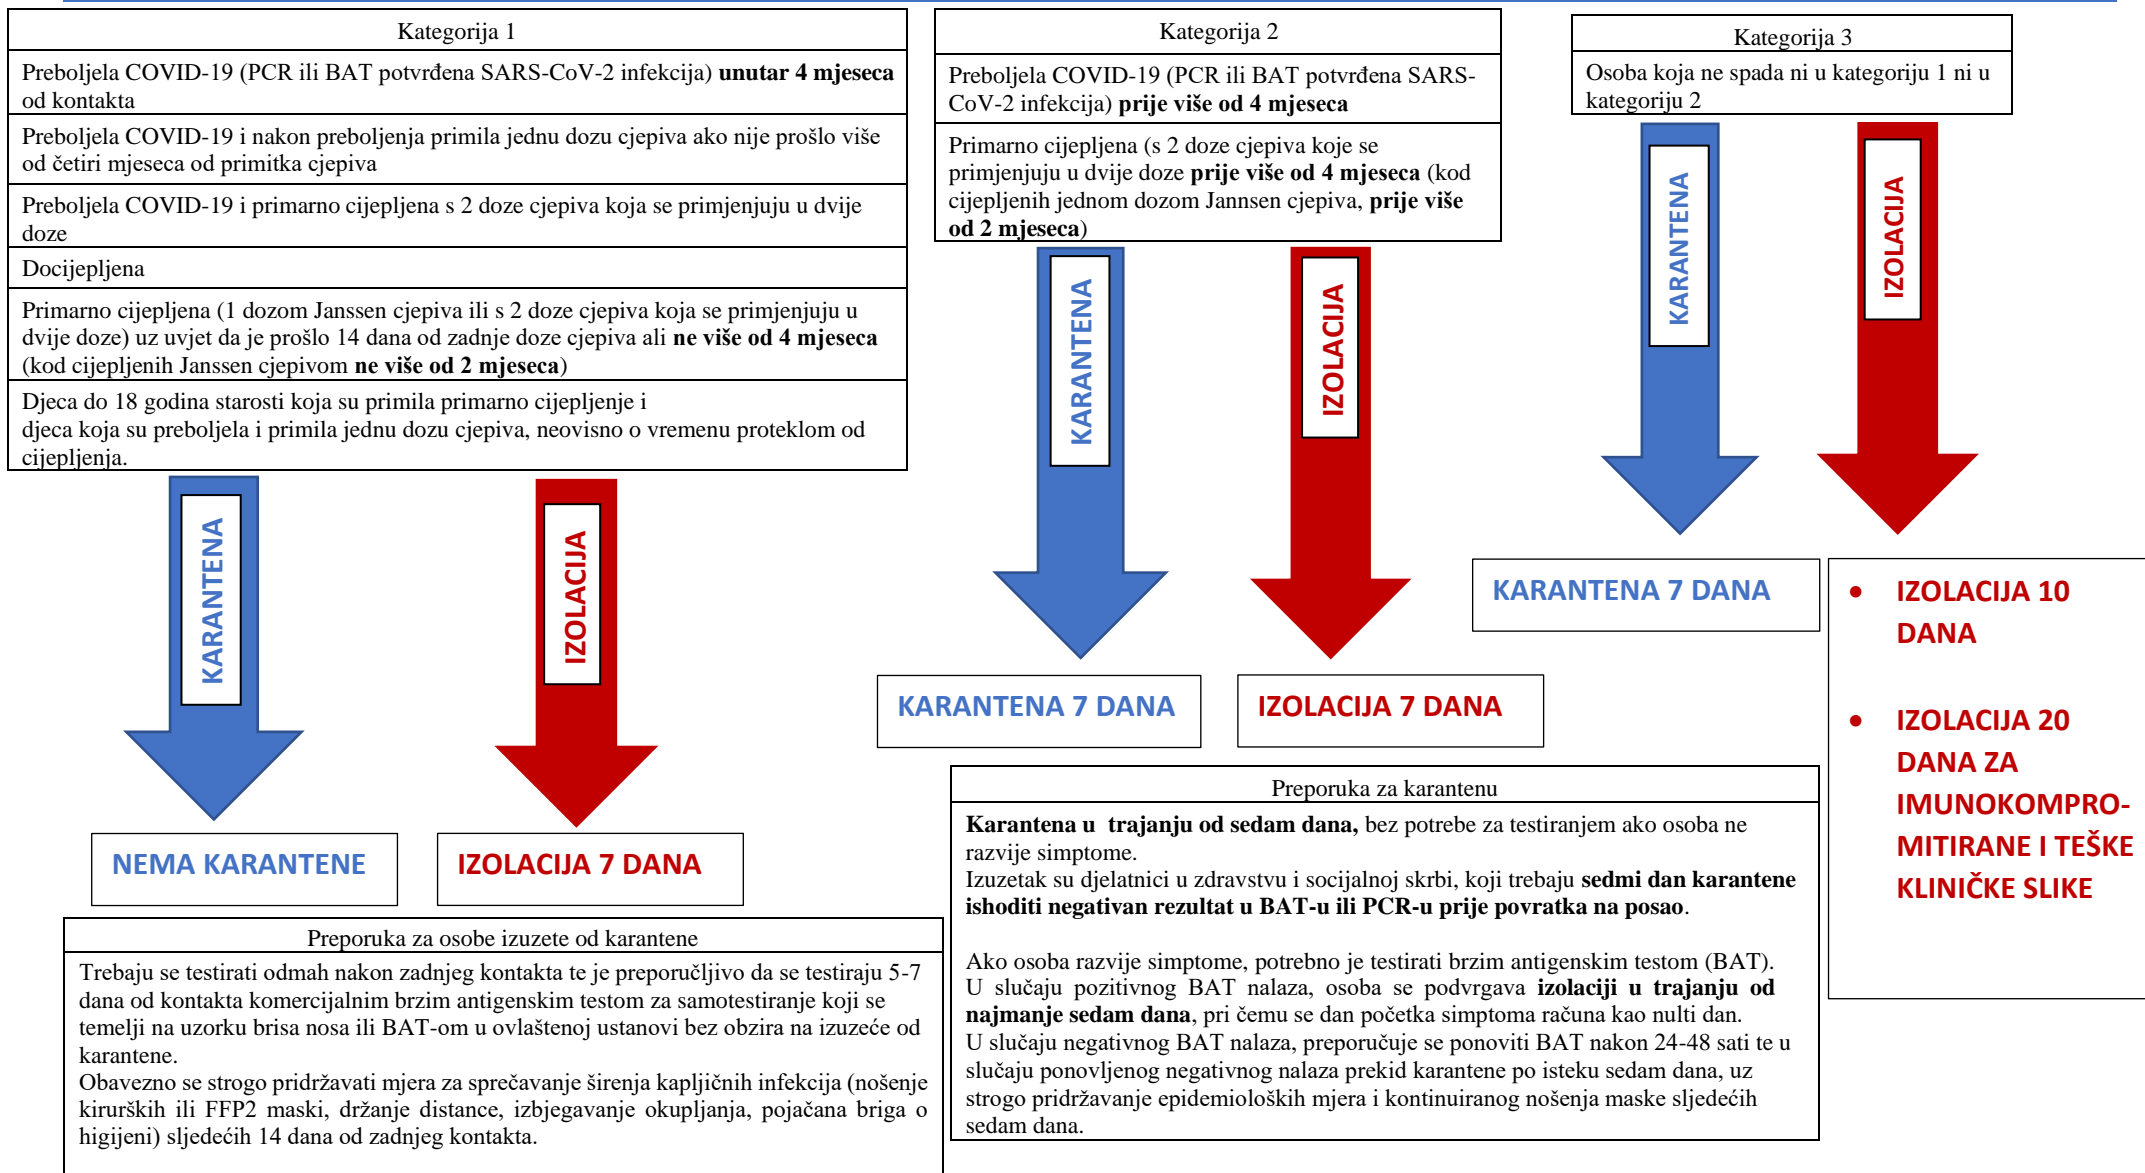 Kategorija 1
Preboljela COVID-19 (PCR ili BAT potvrđena SARS-CoV-2 infekcija) unutar 4 mjeseca
od kontakta
Preboljela COVID-19 i nakon preboljenja primila jednu dozu cjepiva ako nije prošlo više
od četiri mjeseca od primitka cjepiva
Preboljela COVID-19 i primarno cijepljena s 2 doze cjepiva koja se primjenjuju u dvije
doze
Docijepljena
Primarno cijepljena (1 dozom Janssen cjepiva ili s 2 doze cjepiva koja se primjenjuju u
dvije doze) uz uvjet da je prošlo 14 dana od zadnje doze cjepiva ali ne više od 4 mjeseca
(kod cijepljenih Janssen cjepivom ne više od 2 mjeseca)
Djeca do 18 godina starosti koja su primila primarno cijepljenje i
djeca koja su preboljela i primila jednu dozu cjepiva, neovisno o vremenu proteklom od
cijepljenja.
KARANTENA
IZOLACIJA
NEMA KARANTENE
IZOLACIJA 7 DANA
Preporuka za osobe izuzete od karantene
Trebaju se testirati odmah nakon zadnjeg kontakta te je preporučljivo da se testiraju 5-7
dana od kontakta komercijalnim brzim antigenskim testom za samotestiranje koji se
temelji na uzorku brisa nosa ili BAT-om u ovlaštenoj ustanovi bez obzira na izuzeće od
karantene.
Obavezno se strogo pridržavati mjera za sprečavanje širenja kapljičnih infekcija (nošenje
kirurških ili FFP2 maski, držanje distance, izbjegavanje okupljanja, pojačana briga o
higijeni) sljedećih 14 dana od zadnjeg kontakta.
Kategorija 2
Preboljela COVID-19 (PCR ili BAT potvrđena SARS-
CoV-2 infekcija) prije više od 4 mjeseca
Primarno cijepljena (s 2 doze cjepiva koje se
primjenjuju u dvije doze prije više od 4 mjeseca (kod
cijepljenih jednom dozom Jannsen cjepiva, prije više
od 2 mjeseca)
KARANTENA
IZOLACIJA
KARANTENA 7 DANA
IZOLACIJA 7 DANA
Preporuka za karantenu
Karantena u trajanju od sedam dana, bez potrebe za testiranjem ako osoba ne
razvije simptome.
Izuzetak su djelatnici u zdravstvu i socijalnoj skrbi, koji trebaju sedmi dan karantene
ishoditi negativan rezultat u BAT-u ili PCR-u prije povratka na posao.
Ako osoba razvije simptome, potrebno je testirati brzim antigenskim testom (BAT).
U slučaju pozitivnog BAT nalaza, osoba se podvrgava izolaciji u trajanju od
najmanje sedam dana, pri čemu se dan početka simptoma računa kao nulti dan.
U slučaju negativnog BAT nalaza, preporučuje se ponoviti BAT nakon 24-48 sati te u
slučaju ponovljenog negativnog nalaza prekid karantene po isteku sedam dana, uz
strogo pridržavanje epidemioloških mjera i kontinuiranog nošenja maske sljedećih
sedam dana.
Kategorija 3
Osoba koja ne spada ni u kategoriju 1 ni u
kategoriju 2
KARANTENA
IZOLACIJA
KARANTENA 7 DANA
• IZOLACIJA 10
DANA
• IZOLACIJA 20
DANA ZA
IMUNOKOMPRO-
MITIRANE I TEŠKE
KLINIČKE SLIKE